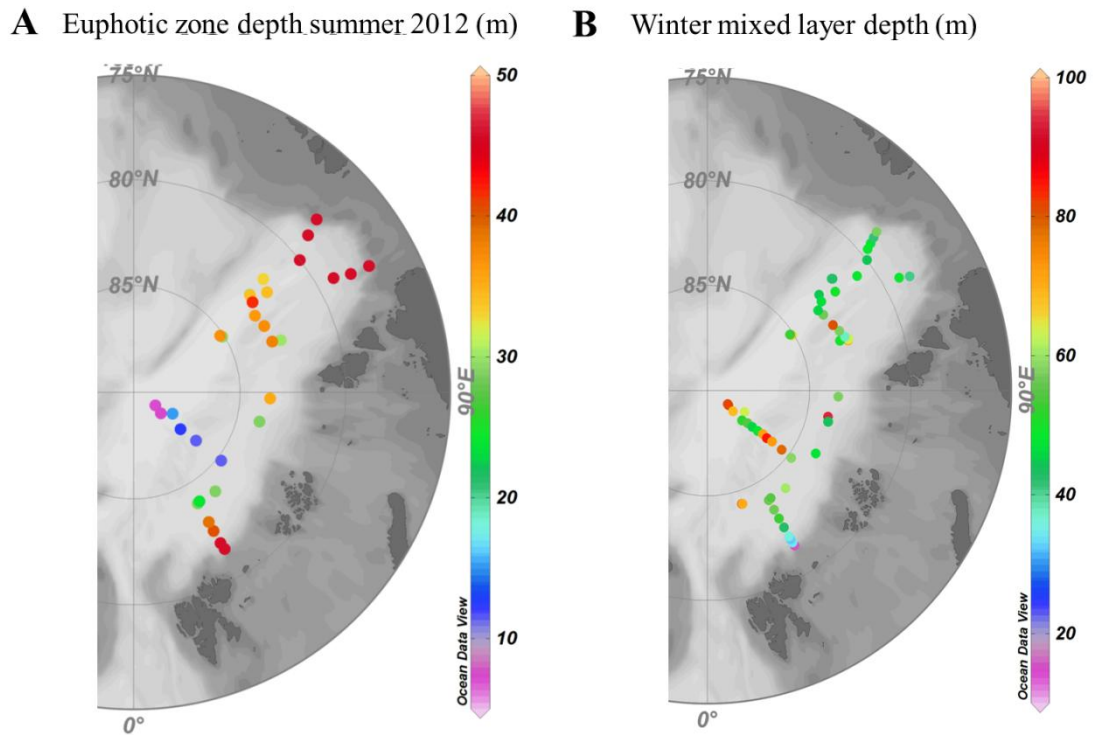 A Euphotic zone depth summer 2012 (m)
75°N
80°N
85°N
90°E
0°
50
40
30
20
10
Ocean Data View
B Winter mixed layer depth (m)
75°N
80°N
85°N
90°E
0°
100
80
60
40
20
Ocean Data View